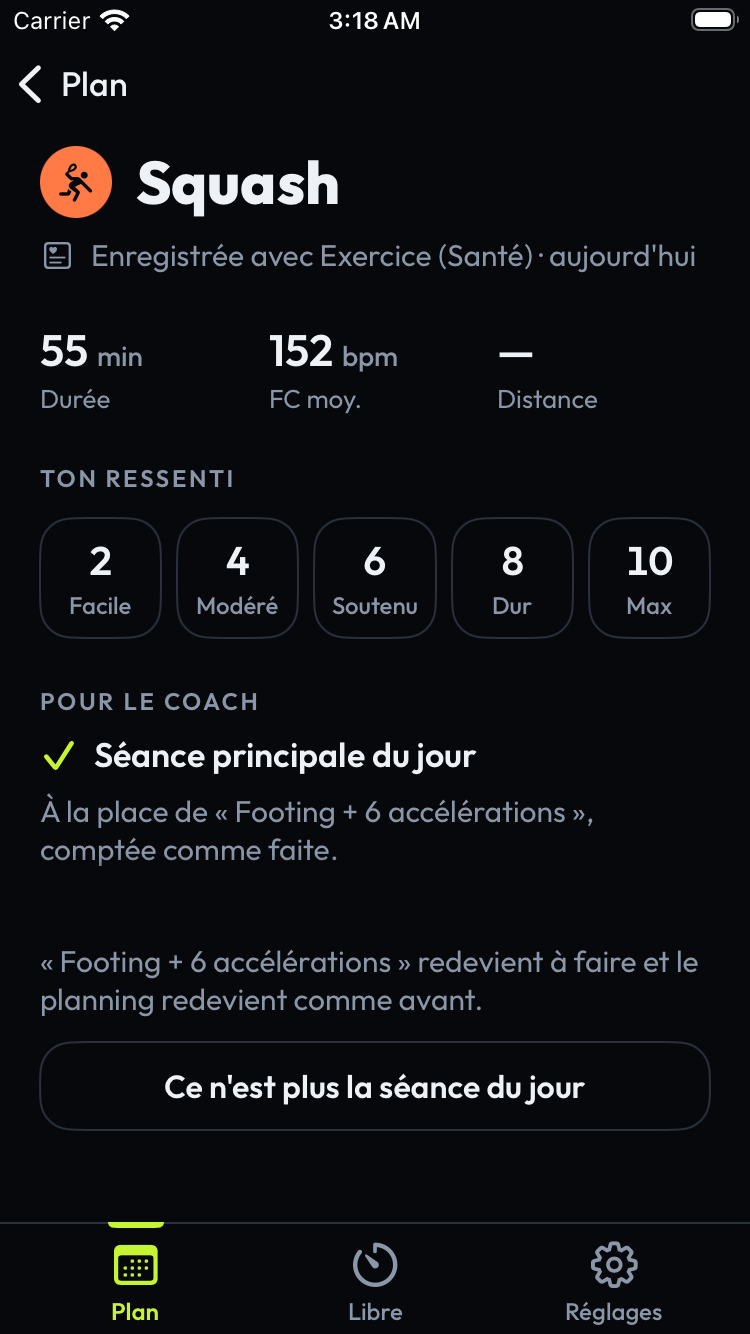 Carrier 3:18 AM
Plan
Squash
Enregistrée avec Exercice (Santé) · aujourd'hui
55 min 152 bpm —
Durée FC moy. Distance
TON RESSENTI
2 4 6 8 10
Facile Modéré Soutenu Dur Max
POUR LE COACH
Séance principale du jour
À la place de « Footing + 6 accélérations »,
comptée comme faite.
« Footing + 6 accélérations » redevient à faire et le
planning redevient comme avant.
Ce n'est plus la séance du jour
Plan Libre Réglages